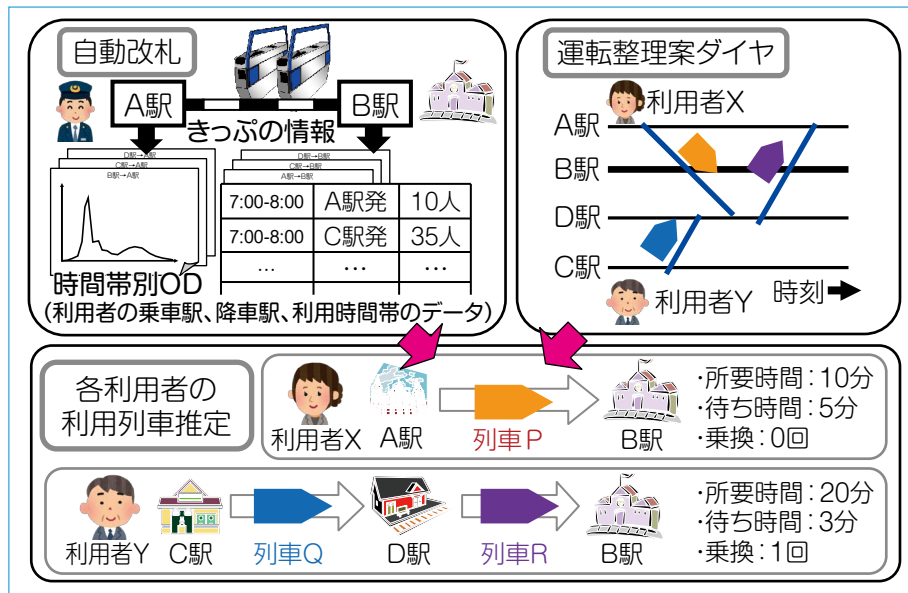 自動改札
A駅
B駅
きっぷの情報
D駅→A駅
C駅→A駅
B駅→A駅
D駅→B駅
C駅→B駅
A駅→B駅
7:00-8:00 A駅発 10人
7:00-8:00 C駅発 35人
… … …
時間帯別OD
(利用者の乗車駅、降車駅、利用時間帯のデータ)
運転整理案ダイヤ
利用者X
A駅
B駅
D駅
C駅
利用者Y
時刻
各利用者の
利用列車推定
利用者X
A駅
列車P
B駅
・所要時間：10分
・待ち時間：5分
・乗換：0回
利用者Y
C駅
列車Q
D駅
列車R
B駅
・所要時間：20分
・待ち時間：3分
・乗換：1回